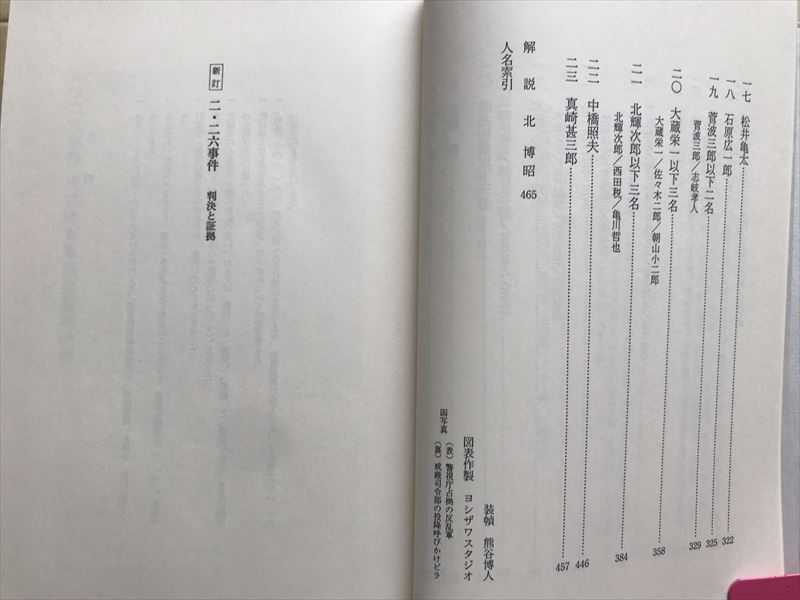 一七 松井亀太 322
一八 石原広一郎 325
一九 菅波三郎以下二名 329
菅波三郎／志岐孝人
二〇 大蔵栄一以下三名 358
大蔵栄一／佐々木二郎／朝山小二郎
二一 北輝次郎以下三名 384
北輝次郎／西田税／亀川哲也
二二 中橋照夫 446
二三 真崎甚三郎 457
解説 北 博昭 465
人名索引
装幀 熊谷博人
図表作製 ヨシザワスタジオ
函写真 （表）警視庁占拠の反乱軍
（裏）戒厳司令部の投降呼びかけビラ
新訂 二・二六事件 判決と証拠